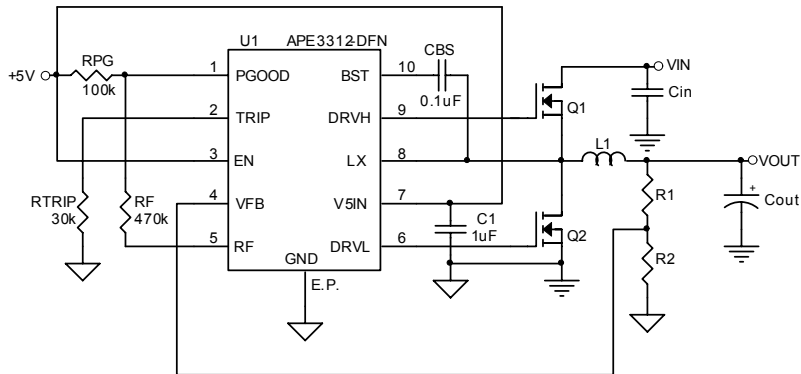 U1 APE3312-DFN
RPG
100k
+5V
RTRIP
30k
RF
470k
1 PGOOD
2 TRIP
3 EN
4 VFB
5 RF
GND
E.P.
BST 10
DRVH 9
LX 8
V5IN 7
DRVL 6
CBS
0.1uF
C1
1uF
Q1
Q2
VIN
Cin
L1
VOUT
R1
R2
+
Cout